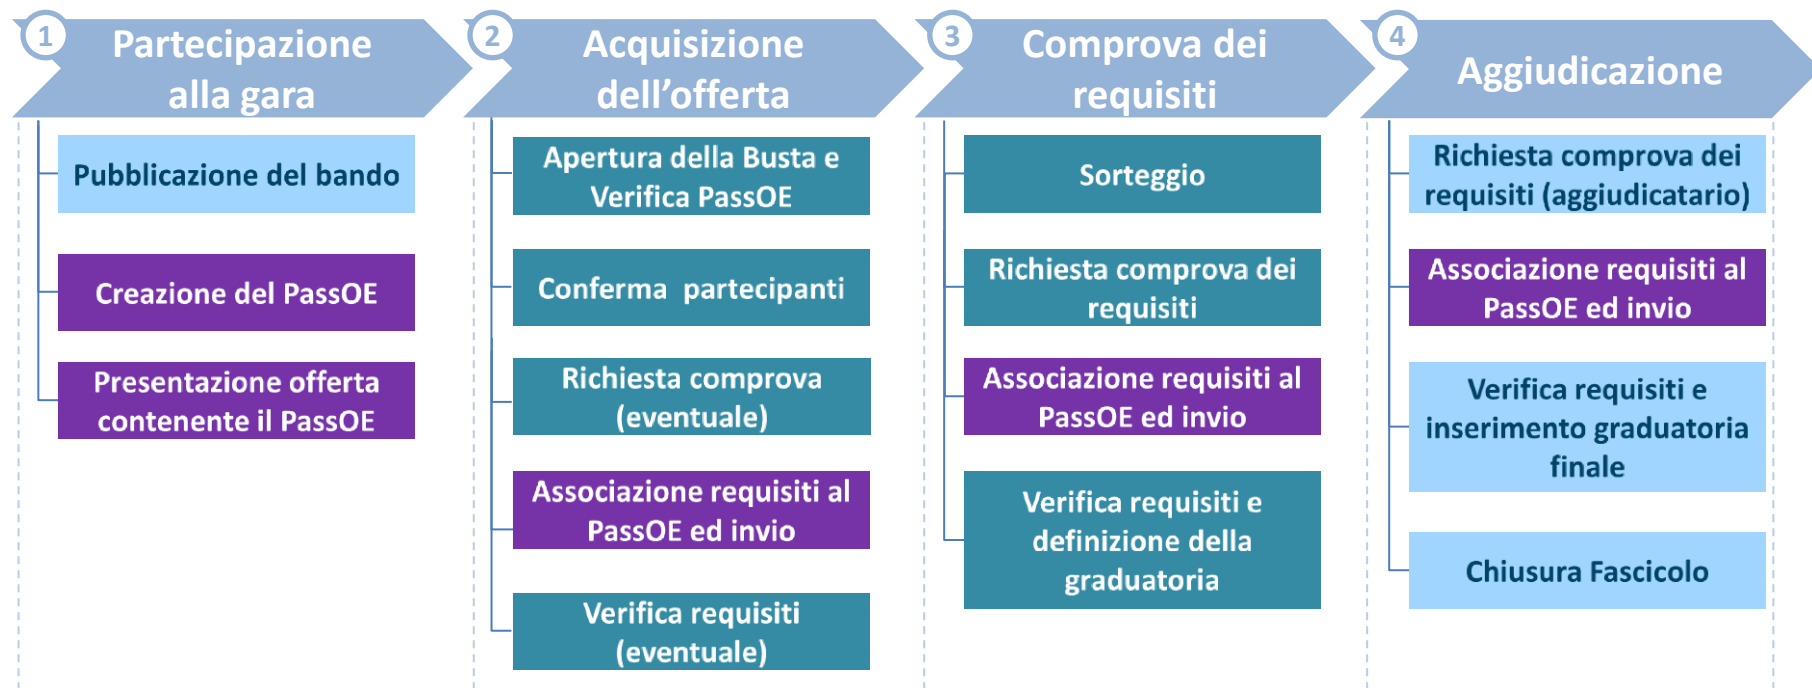 1
Partecipazione
alla gara
Pubblicazione del bando
Creazione del PassOE
Presentazione offerta
contenente il PassOE
2
Acquisizione
dell’offerta
Apertura della Busta e
Verifica PassOE
Conferma partecipanti
Richiesta comprova
(eventuale)
Associazione requisiti al
PassOE ed invio
Verifica requisiti
(eventuale)
3
Comprova dei
requisiti
Sorteggio
Richiesta comprova dei
requisiti
Associazione requisiti al
PassOE ed invio
Verifica requisiti e
definizione della
graduatoria
4
Aggiudicazione
Richiesta comprova dei
requisiti (aggiudicatario)
Associazione requisiti al
PassOE ed invio
Verifica requisiti e
inserimento graduatoria
finale
Chiusura Fascicolo